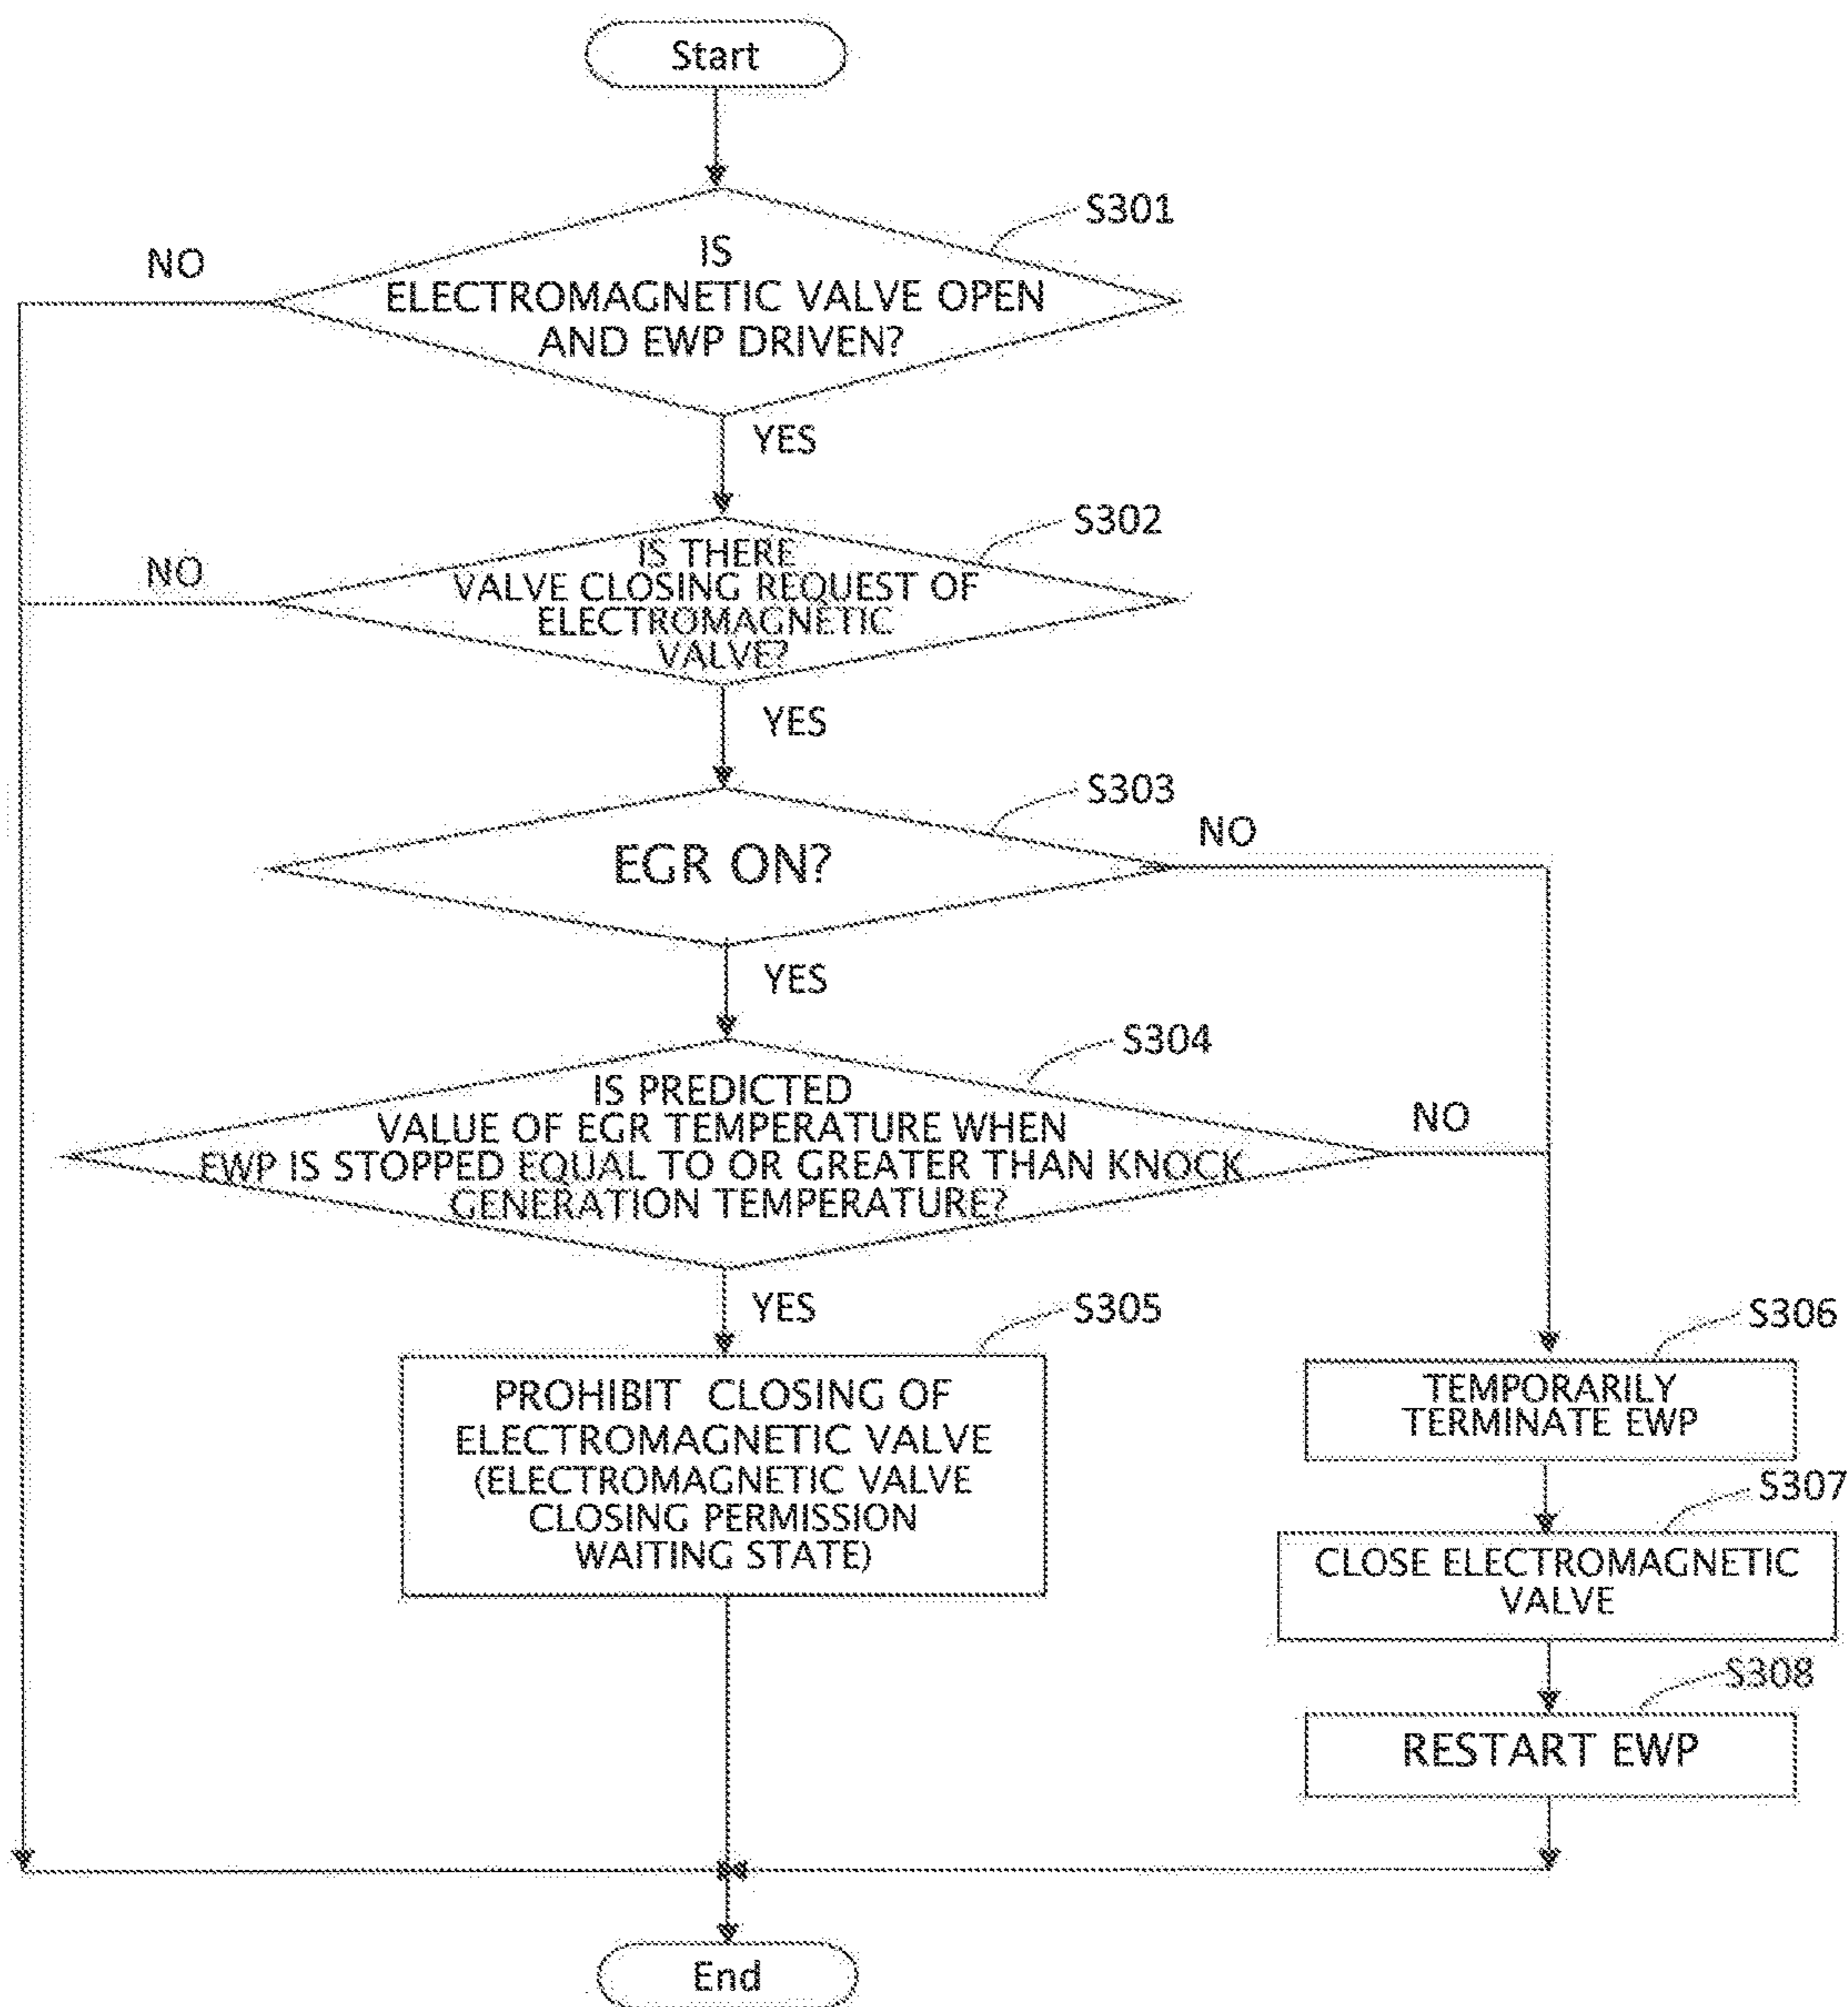 Start
S301
NO
IS
ELECTROMAGNETIC VALVE OPEN
AND EWP DRIVEN?
YES
S302
NO
IS THERE
VALVE CLOSING REQUEST OF
ELECTROMAGNETIC
VALVE?
YES
S303
NO
EGR ON?
YES
S304
IS PREDICTED
VALUE OF EGR TEMPERATURE WHEN
EWP IS STOPPED EQUAL TO OR GREATER THAN KNOCK
GENERATION TEMPERATURE?
NO
YES
S305
PROHIBIT CLOSING OF
ELECTROMAGNETIC VALVE
(ELECTROMAGNETIC VALVE
CLOSING PERMISSION
WAITING STATE)
S306
TEMPORARILY
TERMINATE EWP
S307
CLOSE ELECTROMAGNETIC
VALVE
S308
RESTART EWP
End